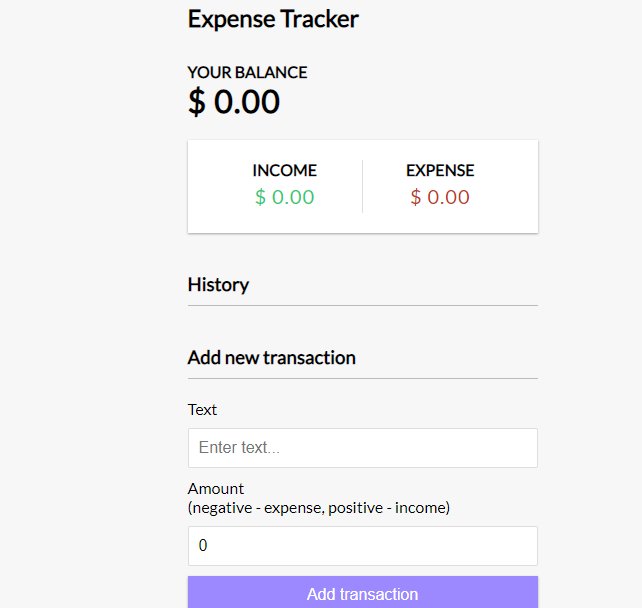 Expense Tracker
YOUR BALANCE
$ 0.00
INCOME EXPENSE
$ 0.00 $ 0.00
History
Add new transaction
Text
Enter text...
Amount
(negative - expense, positive - income)
0
Add transaction